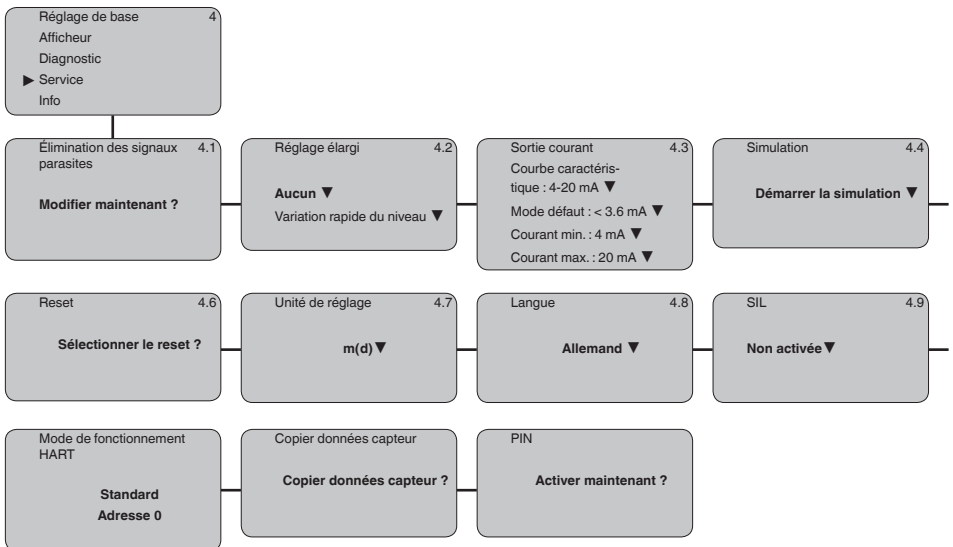 Réglage de base 4
Afficheur
Diagnostic
▶ Service
Info
Élimination des signaux 4.1
parasites
Modifier maintenant ?
Réglage élargi 4.2
Aucun ▼
Variation rapide du niveau ▼
Sortie courant 4.3
Courbe caractéris-
tique : 4-20 mA ▼
Mode défaut : < 3.6 mA ▼
Courant min. : 4 mA ▼
Courant max. : 20 mA ▼
Simulation 4.4
Démarrer la simulation ▼
Reset 4.6
Sélectionner le reset ?
Unité de réglage 4.7
m(d) ▼
Langue 4.8
Allemand ▼
SIL 4.9
Non activée ▼
Mode de fonctionnement
HART
Standard
Adresse 0
Copier données capteur
Copier données capteur ?
PIN
Activer maintenant ?